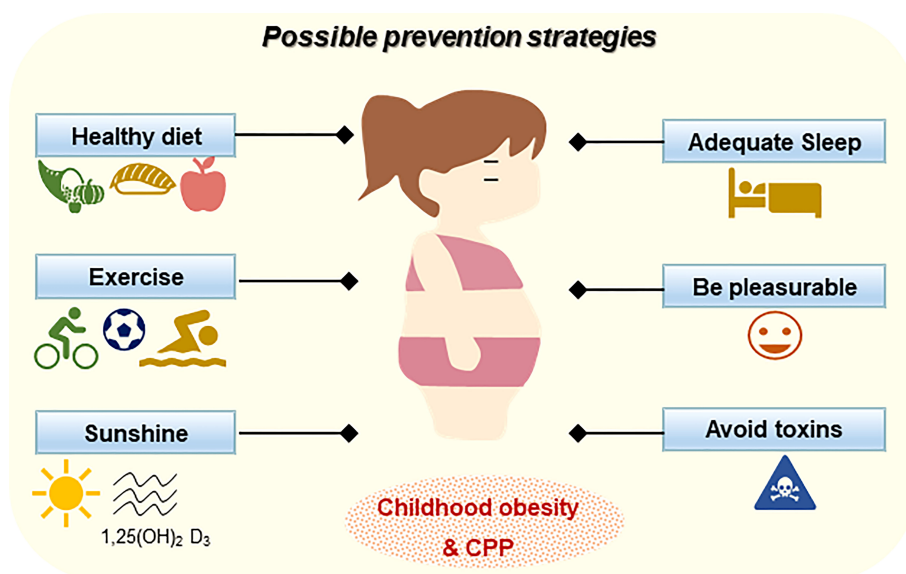 Possible prevention strategies
Healthy diet
Exercise
Sunshine
1,25(OH)₂ D₃
Adequate Sleep
Be pleasurable
Avoid toxins
Childhood obesity
& CPP